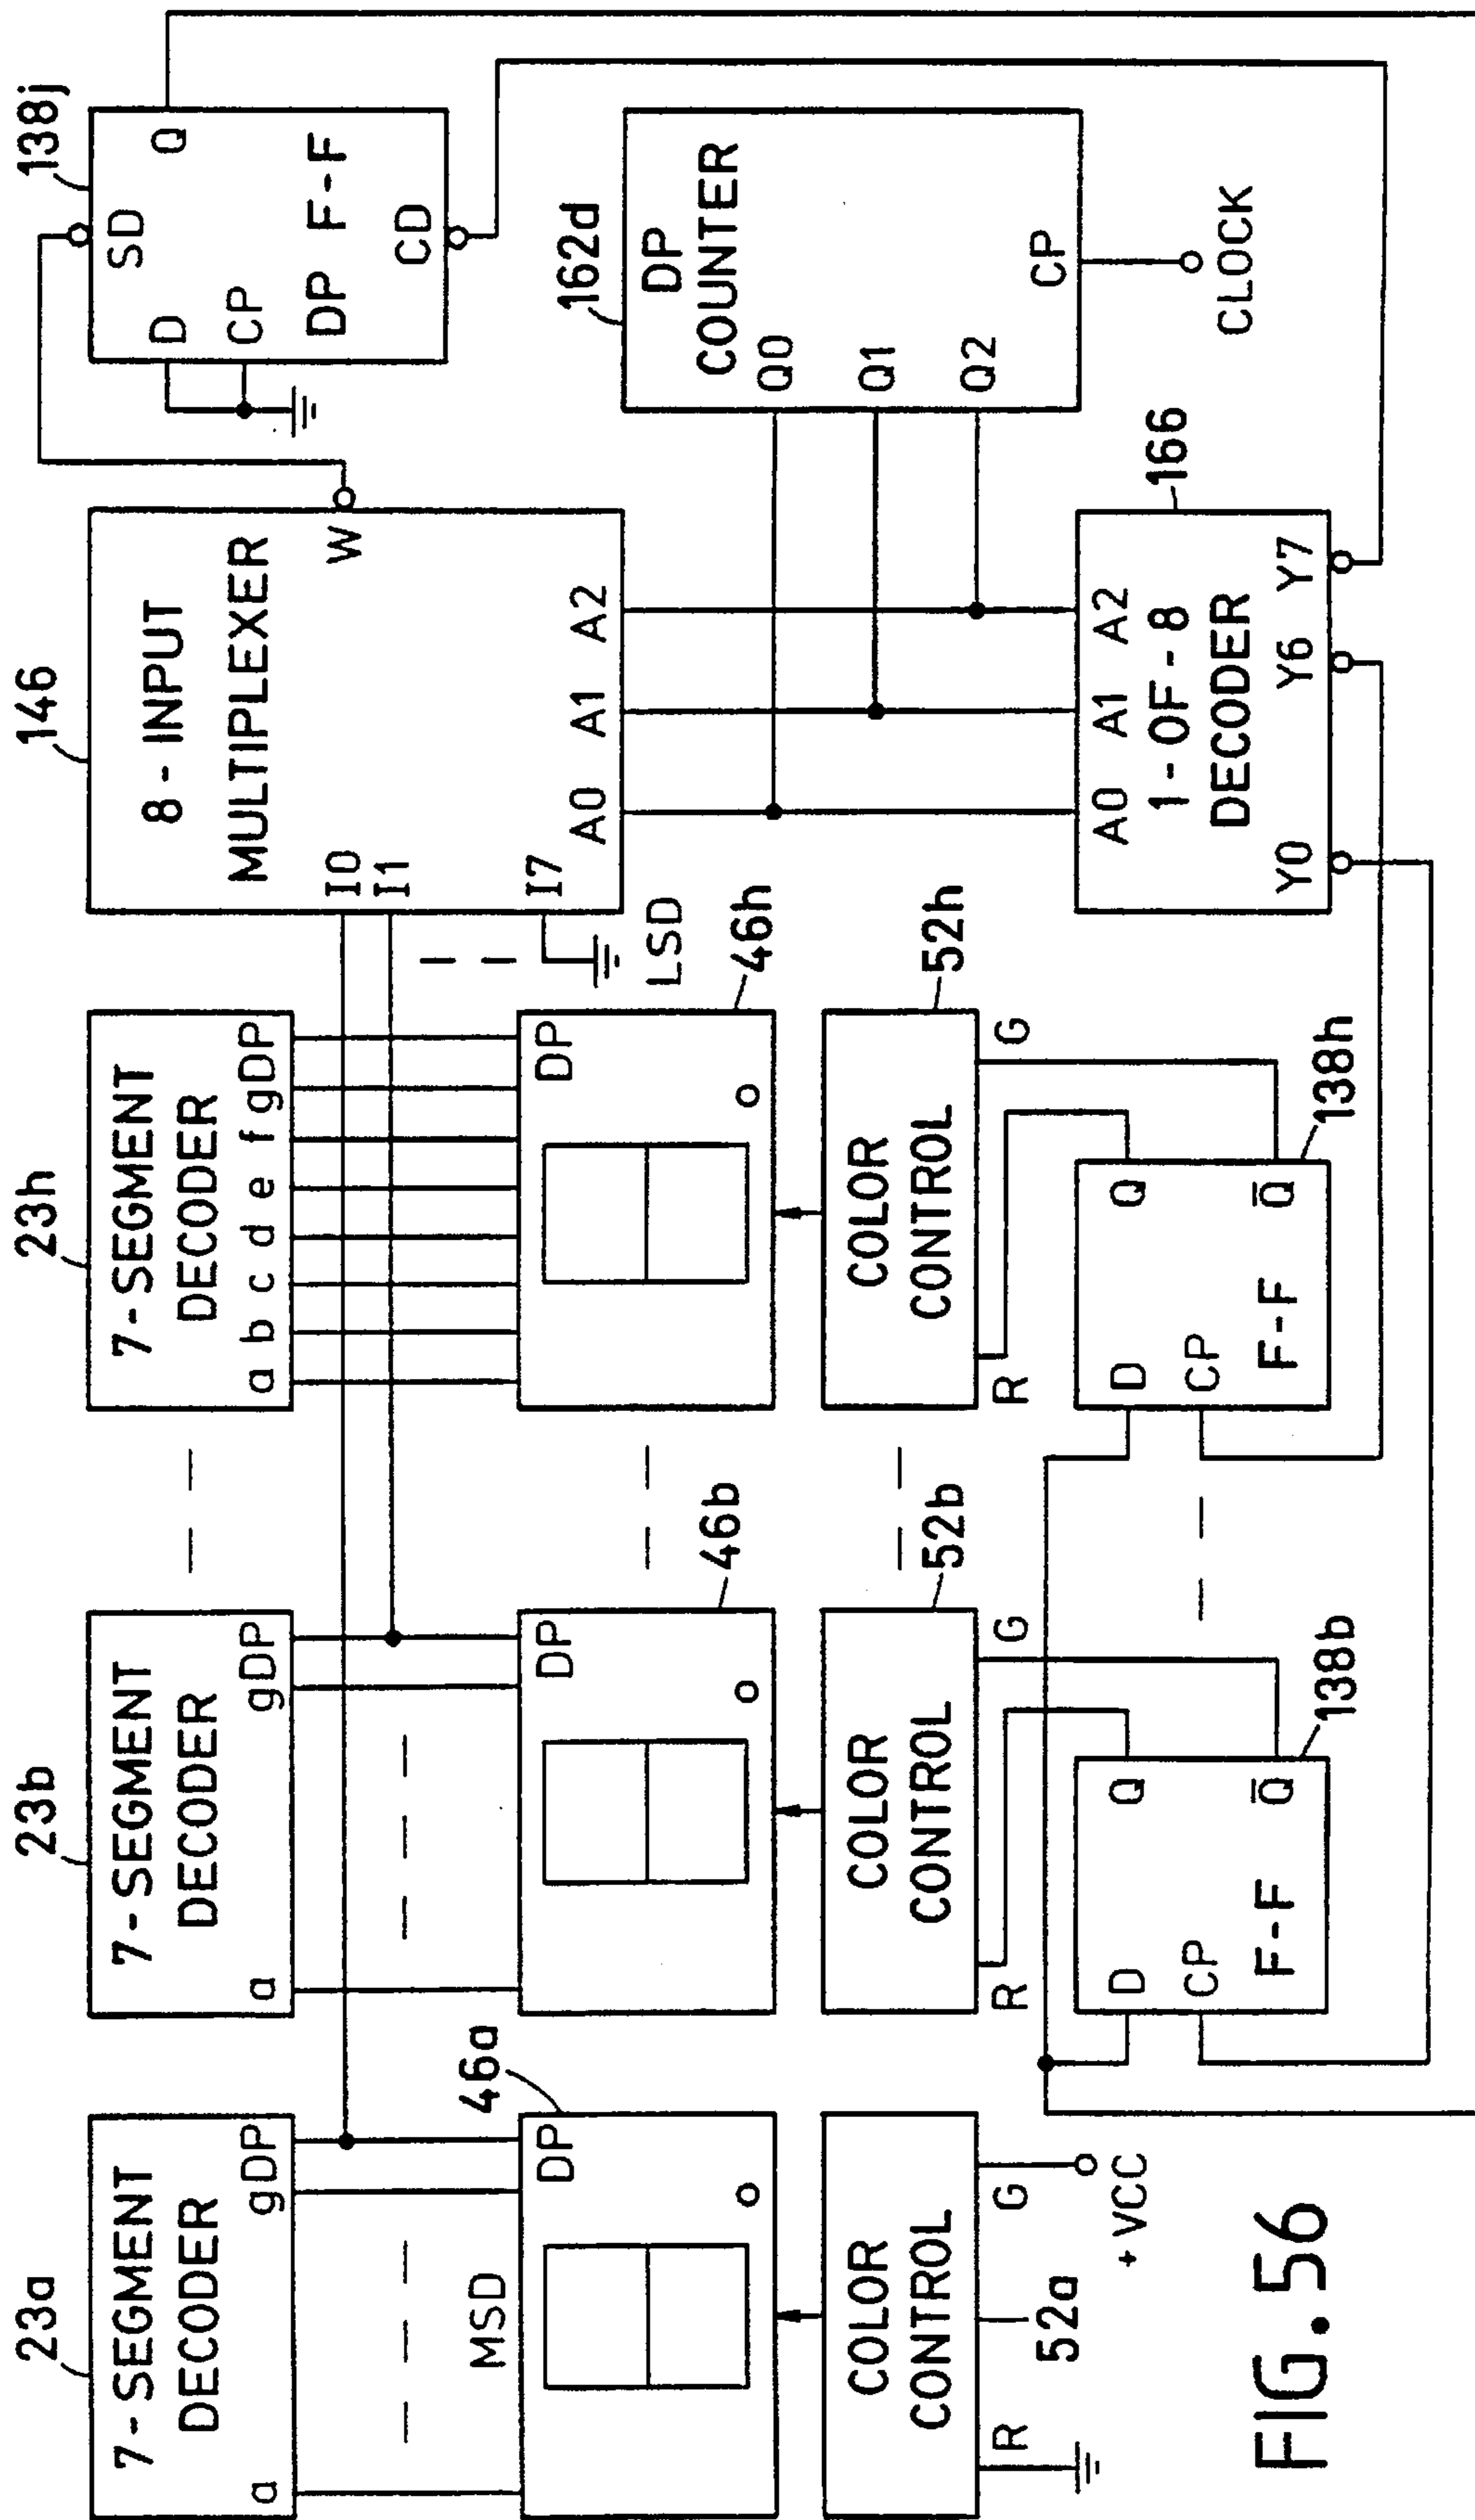 23a
7-SEGMENT
DECODER
a
gDP
23b
7-SEGMENT
DECODER
a
gDP
23h
7-SEGMENT
DECODER
a b c d e f gDP
146
8-INPUT
MULTIPLEXER
I0
I1
I7
W
A0 A1 A2
138j
SD
D
Q
CP
DP F-F
CD
MSD
46a
DP
46b
DP
LSD
46h
DP
162d
DP
COUNTER
Q0
Q1
Q2
CP
CLOCK
COLOR
CONTROL
R
G
52a
+VCC
COLOR
CONTROL
52b
R
G
COLOR
CONTROL
52h
R
G
D
Q
CP
F-F
Q̅
138b
D
Q
CP
F-F
Q̅
138h
166
A0 A1 A2
1-OF-8
DECODER
Y0
Y6
Y7
FIG. 56